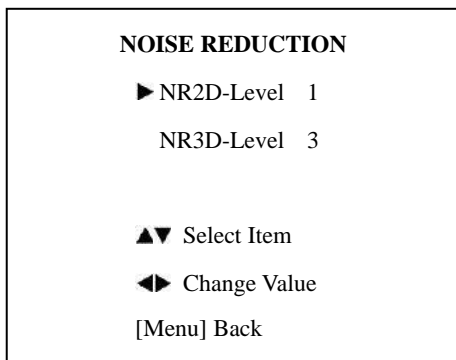 NOISE REDUCTION
▶ NR2D-Level 1
NR3D-Level 3
▲▼ Select Item
◀▶ Change Value
[Menu] Back